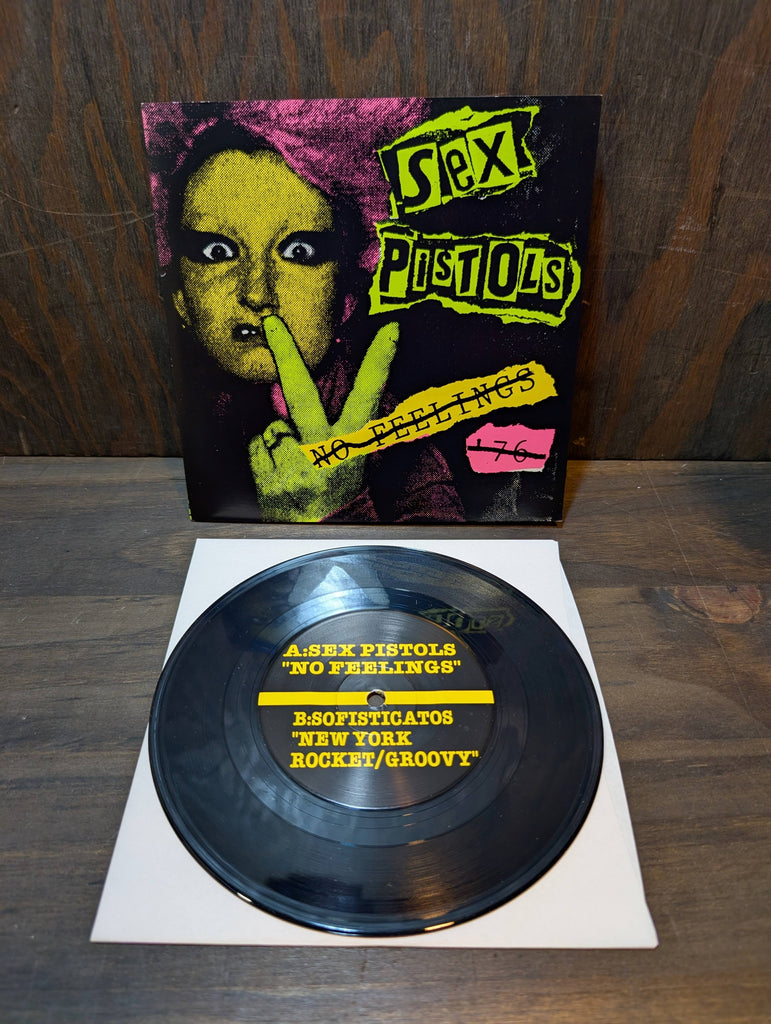 SEX
PISTOLS
NO FEELINGS
'76
A:SEX PISTOLS
"NO FEELINGS"
B:SOFISTICATOS
"NEW YORK
ROCKET/GROOVY"